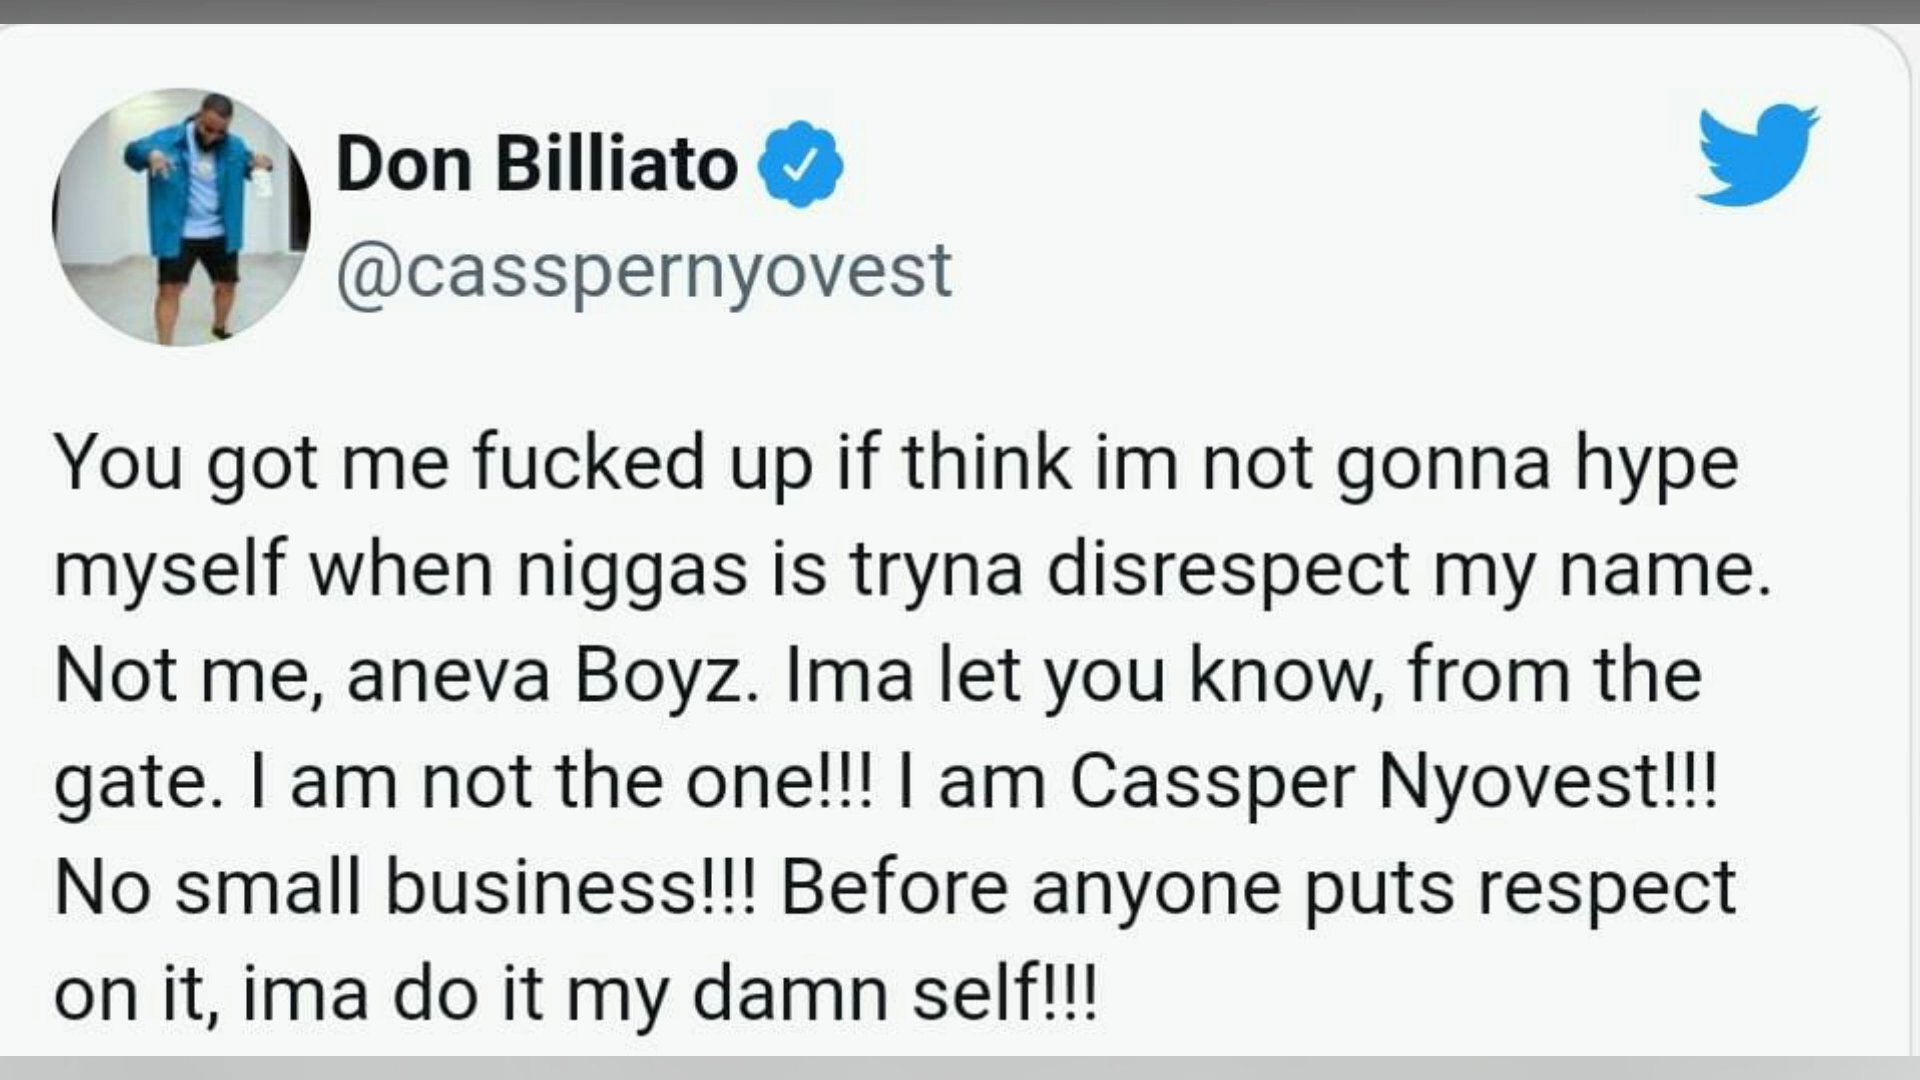 Don Billiato
@casspernyovest
You got me fucked up if think im not gonna hype
myself when niggas is tryna disrespect my name.
Not me, aneva Boyz. Ima let you know, from the
gate. I am not the one!!! I am Cassper Nyovest!!!
No small business!!! Before anyone puts respect
on it, ima do it my damn self!!!